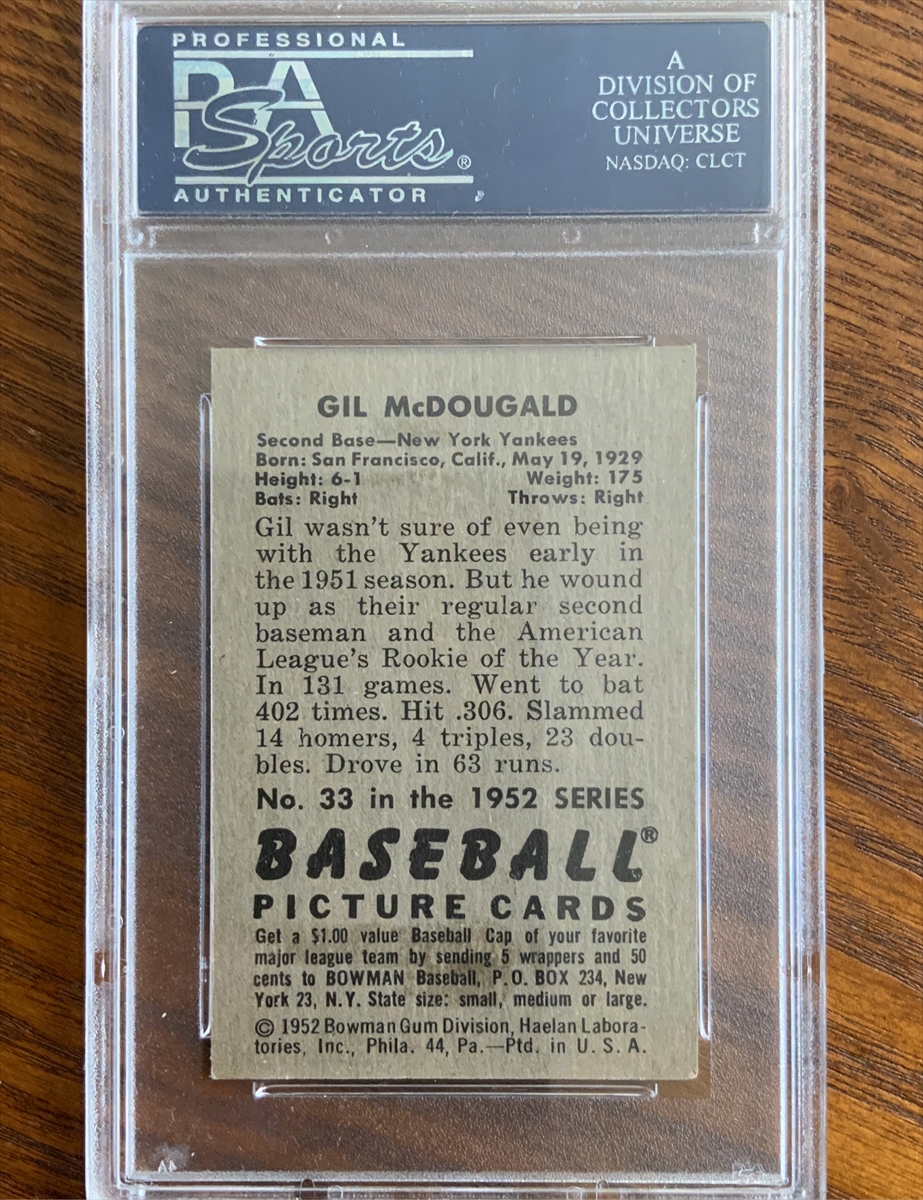 PROFESSIONAL
PSA
Sports®
AUTHENTICATOR
A
DIVISION OF
COLLECTORS
UNIVERSE
NASDAQ: CLCT
GIL McDOUGALD
Second Base—New York Yankees
Born: San Francisco, Calif., May 19, 1929
Height: 6-1 Weight: 175
Bats: Right Throws: Right
Gil wasn't sure of even being
with the Yankees early in
the 1951 season. But he wound
up as their regular second
baseman and the American
League's Rookie of the Year.
In 131 games. Went to bat
402 times. Hit .306. Slammed
14 homers, 4 triples, 23 dou-
bles. Drove in 63 runs.
No. 33 in the 1952 SERIES
BASEBALL®
PICTURE CARDS
Get a $1.00 value Baseball Cap of your favorite
major league team by sending 5 wrappers and 50
cents to BOWMAN Baseball, P.O. BOX 234, New
York 23, N.Y. State size: small, medium or large.
© 1952 Bowman Gum Division, Haelan Labora-
tories, Inc., Phila. 44, Pa.—Ptd. in U. S. A.